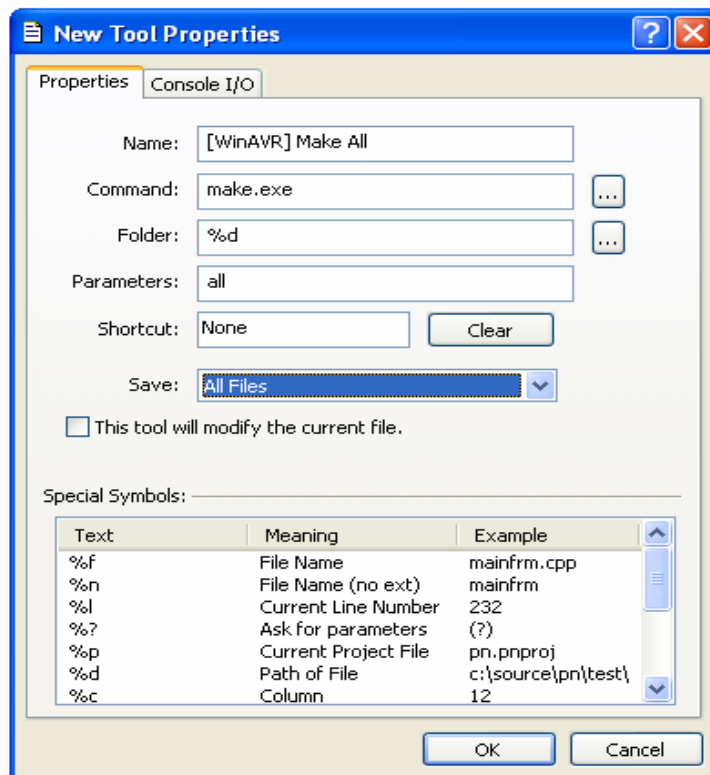 New Tool Properties
Properties Console I/O
Name: [WinAVR] Make All
Command: make.exe ...
Folder: %d ...
Parameters: all
Shortcut: None Clear
Save: All Files
This tool will modify the current file.
Special Symbols:
Text Meaning Example
%f File Name mainfrm.cpp
%n File Name (no ext) mainfrm
%l Current Line Number 232
%? Ask for parameters (?)
%p Current Project File pn.pnproj
%d Path of File c:\source\pn\test\
%c Column 12
OK Cancel